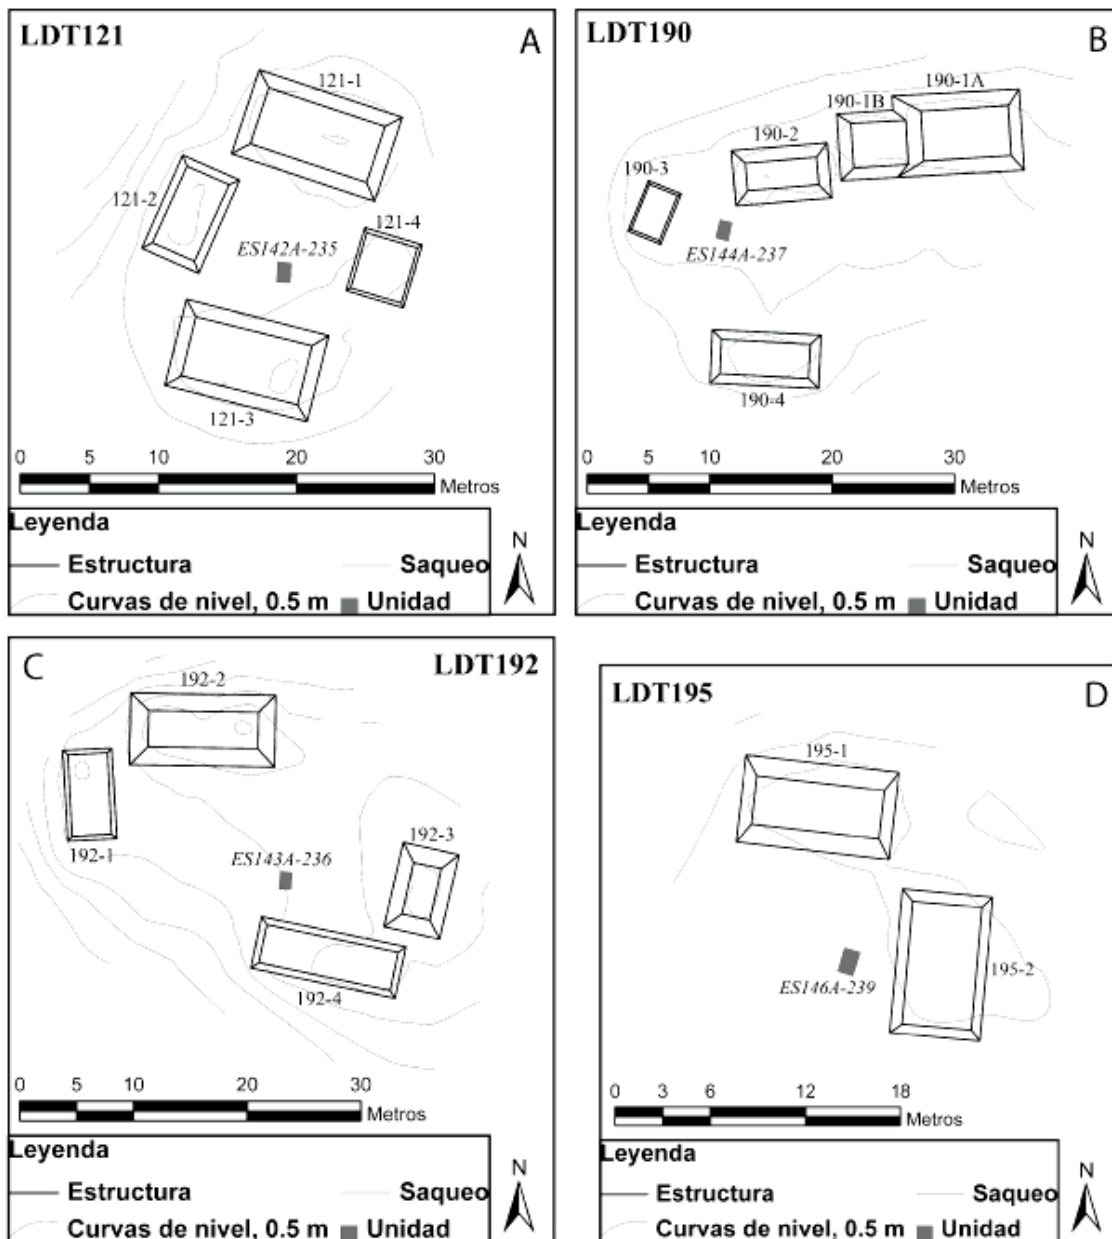 LDT121 A
121-1
121-2
121-4
ES142A-235
121-3
0 5 10 20 30
Metros
Leyenda
Estructura Saqueo
Curvas de nivel, 0.5 m Unidad
N
LDT190 B
190-1A
190-1B
190-2
190-3
ES144A-237
190-4
0 5 10 20 30
Metros
Leyenda
Estructura Saqueo
Curvas de nivel, 0.5 m Unidad
N
C LDT192
192-2
192-1
192-3
ES143A-236
192-4
0 5 10 20 30
Metros
Leyenda
Estructura Saqueo
Curvas de nivel, 0.5 m Unidad
N
LDT195 D
195-1
195-2
ES146A-239
0 3 6 12 18
Metros
Leyenda
Estructura Saqueo
Curvas de nivel, 0.5 m Unidad
N